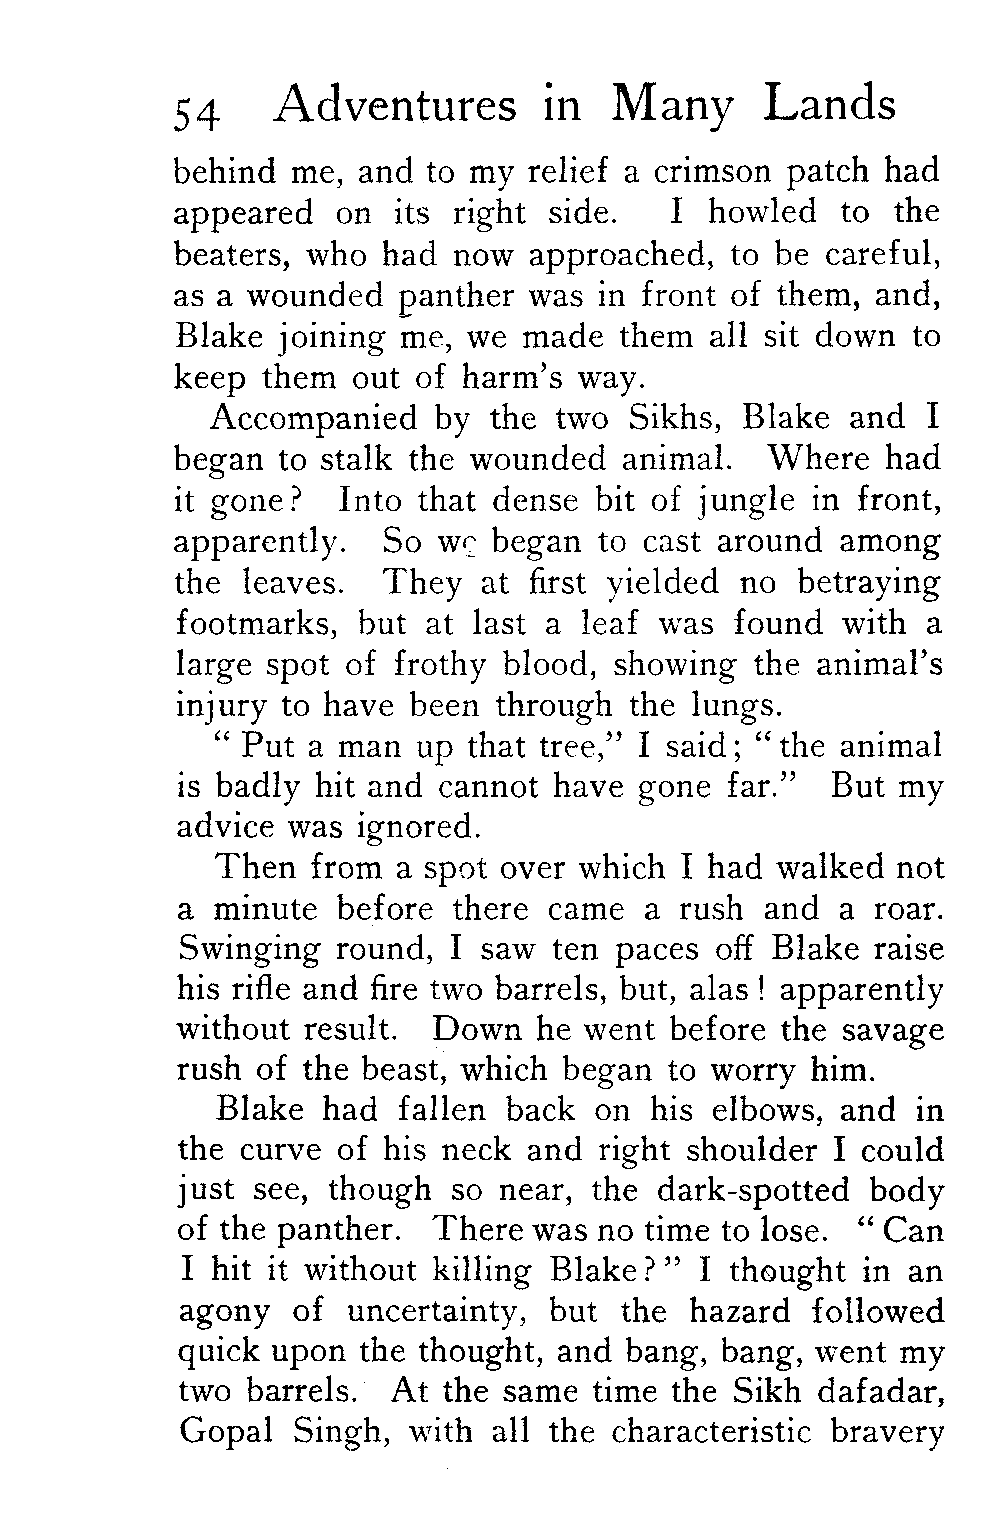 54 Adventures in Many Lands
behind me, and to my relief a crimson patch had
appeared on its right side. I howled to the
beaters, who had now approached, to be careful,
as a wounded panther was in front of them, and,
Blake joining me, we made them all sit down to
keep them out of harm's way.
Accompanied by the two Sikhs, Blake and I
began to stalk the wounded animal. Where had
it gone? Into that dense bit of jungle in front,
apparently. So we began to cast around among
the leaves. They at first yielded no betraying
footmarks, but at last a leaf was found with a
large spot of frothy blood, showing the animal's
injury to have been through the lungs.
“ Put a man up that tree,” I said; “ the animal
is badly hit and cannot have gone far.” But my
advice was ignored.
Then from a spot over which I had walked not
a minute before there came a rush and a roar.
Swinging round, I saw ten paces off Blake raise
his rifle and fire two barrels, but, alas! apparently
without result. Down he went before the savage
rush of the beast, which began to worry him.
Blake had fallen back on his elbows, and in
the curve of his neck and right shoulder I could
just see, though so near, the dark-spotted body
of the panther. There was no time to lose. “ Can
I hit it without killing Blake?” I thought in an
agony of uncertainty, but the hazard followed
quick upon the thought, and bang, bang, went my
two barrels. At the same time the Sikh dafadar,
Gopal Singh, with all the characteristic bravery